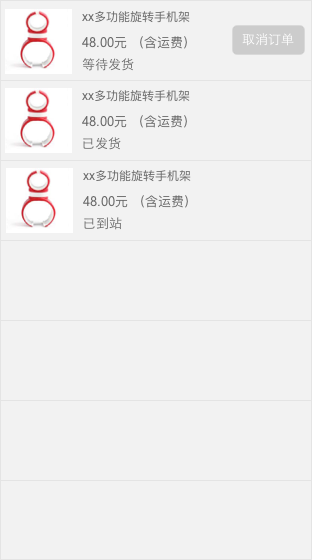 xx多功能旋转手机架
48.00元 (含运费)
取消订单
等待发货
xx多功能旋转手机架
48.00元 (含运费)
已发货
xx多功能旋转手机架
48.00元 (含运费)
已到站